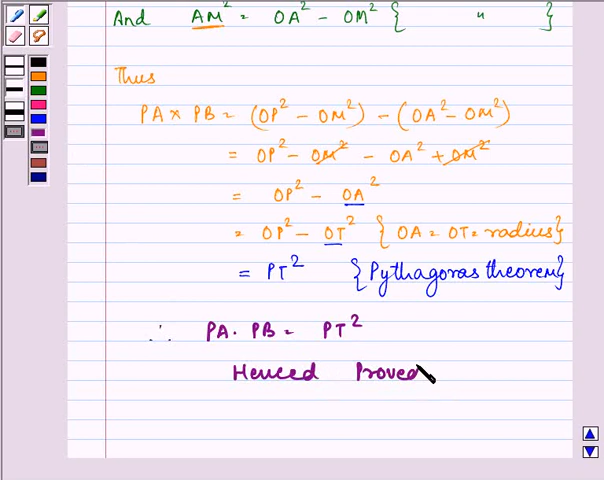 And AM² = OA² - OM² { " }
Thus
PA × PB = (OP² - OM²) - (OA² - OM²)
= OP² - OM² - OA² + OM²
= OP² - OA²
= OP² - OT² { OA = OT = radius}
= PT² {Pythagoras theorem}
∴ PA . PB = PT²
Henced Proved